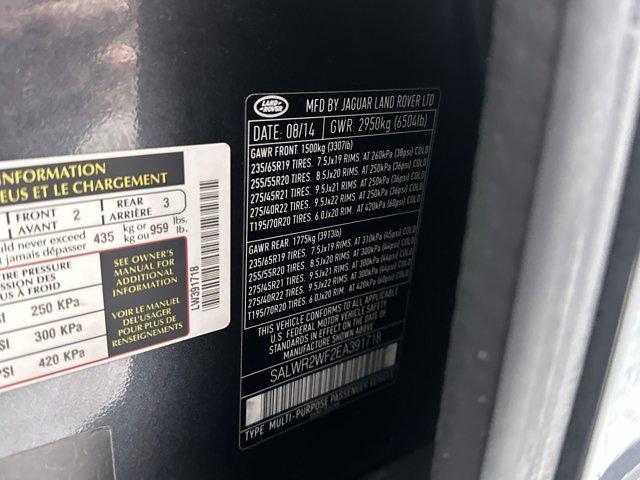 INFORMATION
EUS ET LE CHARGEMENT
FRONT 2 REAR 3
AVANT ARRIÈRE
uld never exceed 435 kg or 959 lbs.
jamais dépasser kg ou lb.
RE PRESSURE
SSION DES
S À FROID
SI 250 KPa
SI 300 KPa
PSI 420 KPa
SEE OWNER'S
MANUAL FOR
ADDITIONAL
INFORMATION
VOIR LE MANUEL
DEL'USAGER
POUR PLUS DE
RENSEIGNEMENTS
LW391718
LAND
ROVER
MFD BY JAGUAR LAND ROVER LTD
DATE: 08/14 GWR: 2950kg (6504lb)
GAWR FRONT. 1500kg (3307lb)
235/65R19 TIRES. 7.5Jx19 RIMS. AT 260kPa (38psi) COLD
255/55R20 TIRES. 8.5Jx20 RIMS. AT 250kPa (36psi) COLD
275/45R21 TIRES. 9.5Jx21 RIMS. AT 250kPa (36psi) COLD
275/40R22 TIRES. 9.5Jx22 RIMS. AT 250kPa (36psi) COLD
T195/70R20 TIRES. 6.0Jx20 RIM. AT 420kPa (60psi) COLD
GAWR REAR. 1775kg (3913lb)
235/65R19 TIRES. 7.5Jx19 RIMS. AT 310kPa (45psi) COLD
255/55R20 TIRES. 8.5Jx20 RIMS. AT 300kPa (44psi) COLD
275/45R21 TIRES. 9.5Jx21 RIMS. AT 300kPa (44psi) COLD
275/40R22 TIRES. 9.5Jx22 RIMS. AT 300kPa (44psi) COLD
T195/70R20 TIRES. 6.0Jx20 RIM. AT 420kPa (60psi) COLD
THIS VEHICLE CONFORMS TO ALL APPLICABLE
U.S. FEDERAL MOTOR VEHICLE SAFETY
STANDARDS IN EFFECT ON THE DATE OF
MANUFACTURE SHOWN ABOVE
SALWR2WF2EA391718
TYPE MULTI-PURPOSE PASSENGER VEHICLE